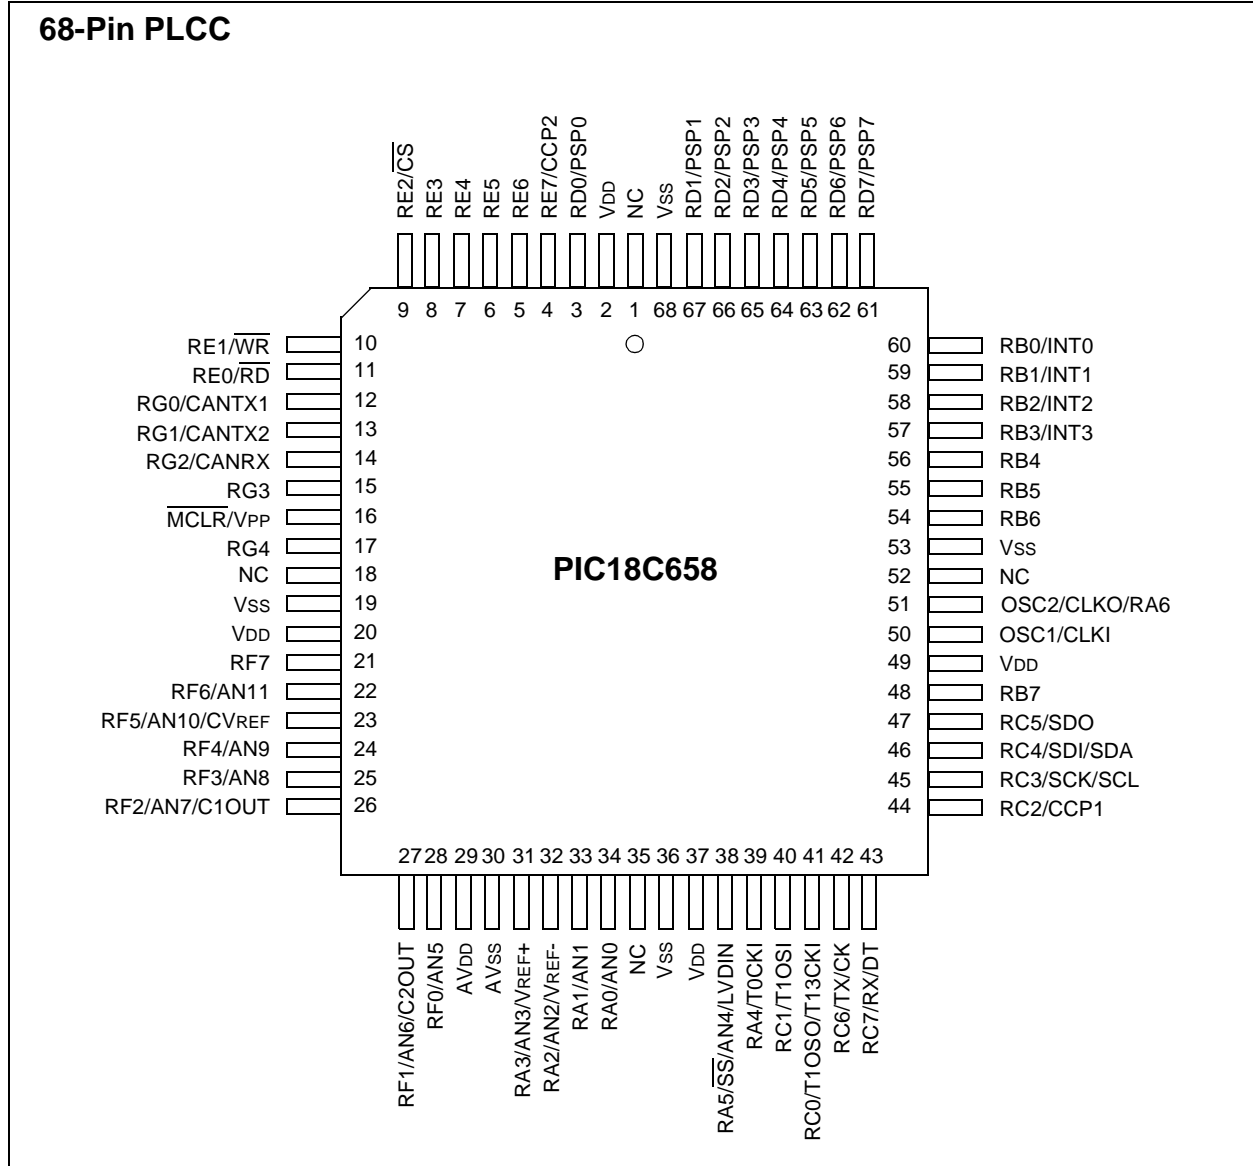 68-Pin PLCC
RE2/CS
RE3
RE4
RE5
RE6
RE7/CCP2
RD0/PSP0
VDD
NC
VSS
RD1/PSP1
RD2/PSP2
RD3/PSP3
RD4/PSP4
RD5/PSP5
RD6/PSP6
RD7/PSP7
9 8 7 6 5 4 3 2 1 68 67 66 65 64 63 62 61
RE1/WR 10
RE0/RD 11
RG0/CANTX1 12
RG1/CANTX2 13
RG2/CANRX 14
RG3 15
MCLR/VPP 16
RG4 17
NC 18
VSS 19
VDD 20
RF7 21
RF6/AN11 22
RF5/AN10/CVREF 23
RF4/AN9 24
RF3/AN8 25
RF2/AN7/C1OUT 26
PIC18C658
60 RB0/INT0
59 RB1/INT1
58 RB2/INT2
57 RB3/INT3
56 RB4
55 RB5
54 RB6
53 VSS
52 NC
51 OSC2/CLKO/RA6
50 OSC1/CLKI
49 VDD
48 RB7
47 RC5/SDO
46 RC4/SDI/SDA
45 RC3/SCK/SCL
44 RC2/CCP1
27 28 29 30 31 32 33 34 35 36 37 38 39 40 41 42 43
RF1/AN6/C2OUT
RF0/AN5
AVDD
AVSS
RA3/AN3/VREF+
RA2/AN2/VREF-
RA1/AN1
RA0/AN0
NC
VSS
VDD
RA5/SS/AN4/LVDIN
RA4/T0CKI
RC1/T1OSI
RC0/T1OSO/T13CKI
RC6/TX/CK
RC7/RX/DT